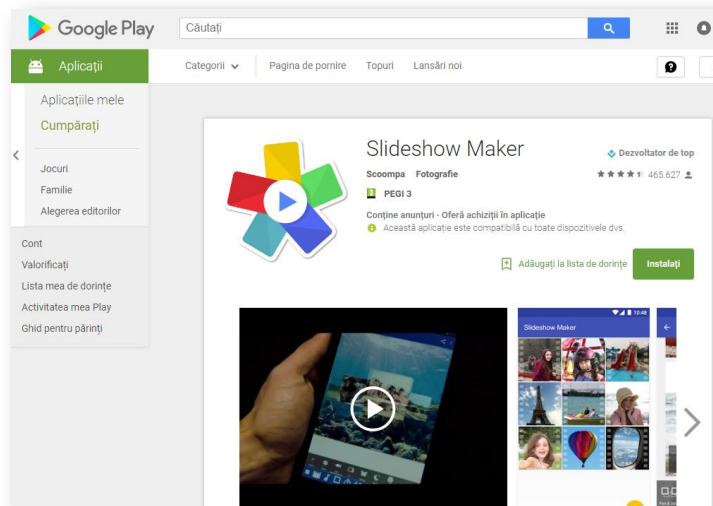 Google Play
Căutați
Aplicații
Categorii
Pagina de pornire
Topuri
Lansări noi
Aplicațiile mele
Cumpărați
Jocuri
Familie
Alegerea editorilor
Cont
Valorificați
Lista mea de dorințe
Activitatea mea Play
Ghid pentru părinți
Slideshow Maker
Dezvoltator de top
Scoompa Fotografie
465.627
3 PEGI 3
Conține anunțuri · Oferă achiziții în aplicație
Această aplicație este compatibilă cu toate dispozitivele dvs.
Adăugați la lista de dorințe
Instalați
10:48
Slideshow Maker